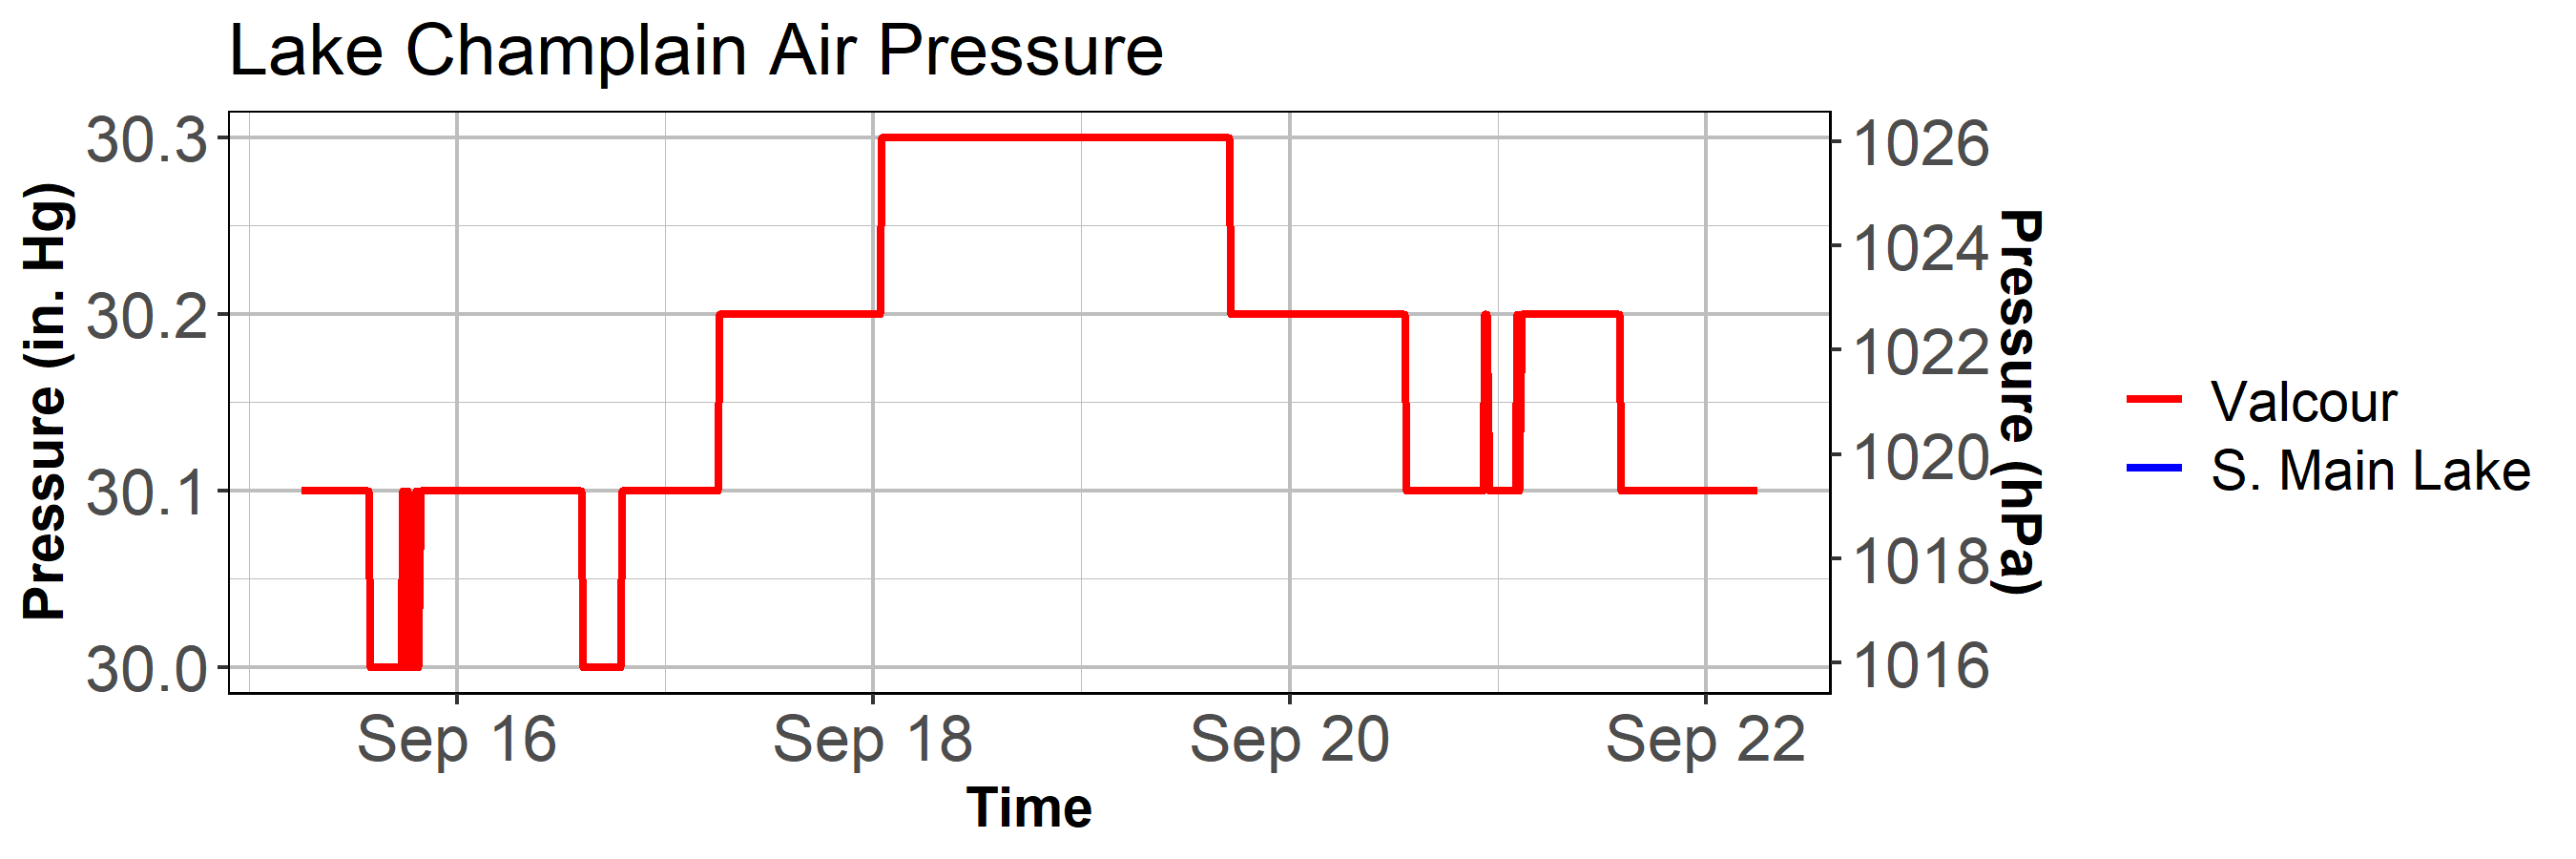 Lake Champlain Air Pressure
Pressure (in. Hg)
30.3
30.2
30.1
30.0
1026
1024
1022
1020
1018
1016
Pressure (hPa)
Sep 16 Sep 18 Sep 20 Sep 22
Time
Valcour
S. Main Lake